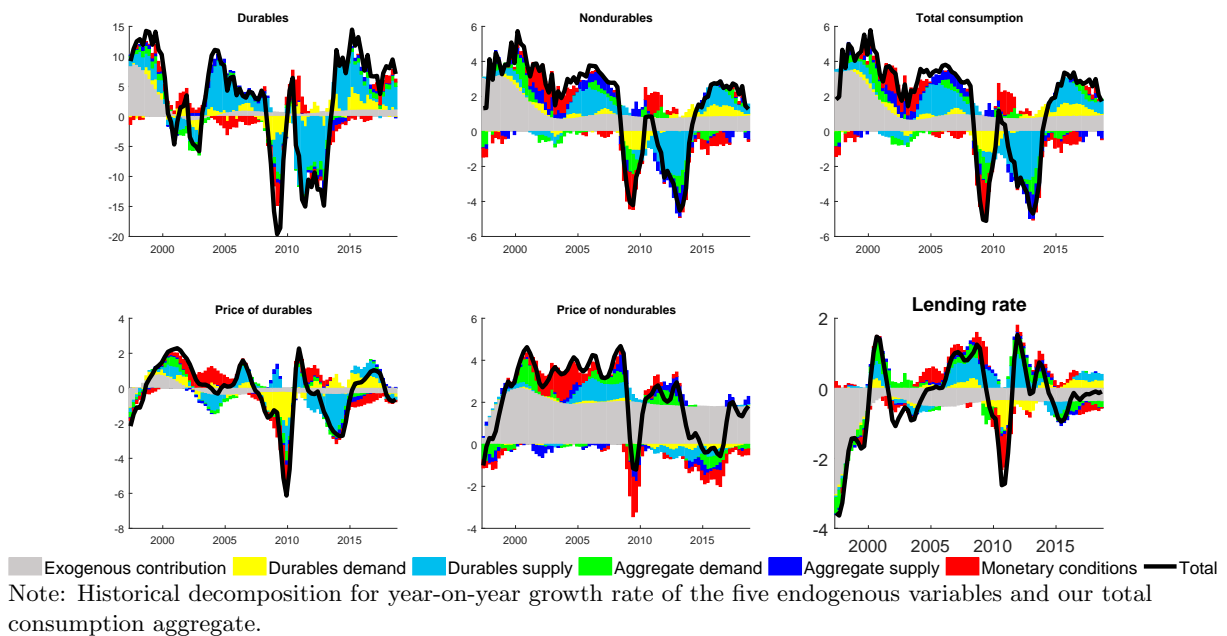 Durables
Nondurables
Total consumption
15
10
5
0
-5
-10
-15
-20
2000 2005 2010 2015
6
4
2
0
-2
-4
-6
2000 2005 2010 2015
6
4
2
0
-2
-4
-6
2000 2005 2010 2015
Price of durables
Price of nondurables
Lending rate
4
2
0
-2
-4
-6
-8
2000 2005 2010 2015
6
4
2
0
-2
-4
2000 2005 2010 2015
2
0
-2
-4
2000 2005 2010 2015
Exogenous contribution Durables demand Durables supply Aggregate demand Aggregate supply Monetary conditions Total
Note: Historical decomposition for year-on-year growth rate of the five endogenous variables and our total
consumption aggregate.